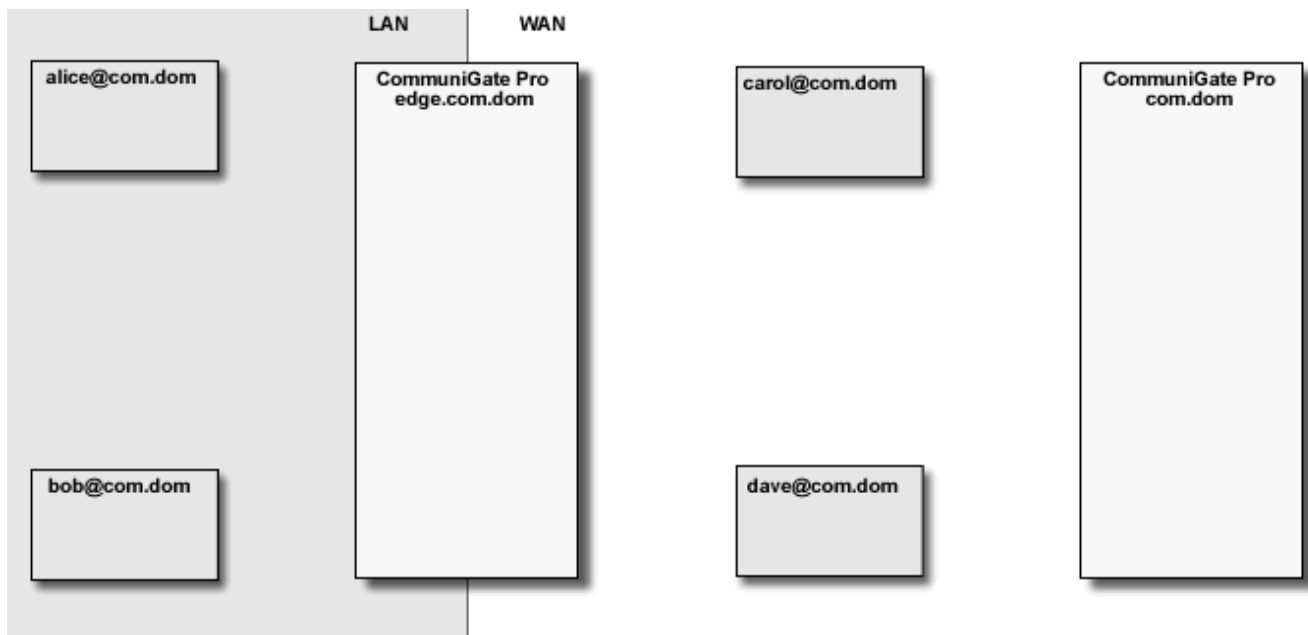 LAN
WAN
alice@com.dom
CommuniGate Pro
edge.com.dom
carol@com.dom
CommuniGate Pro
com.dom
bob@com.dom
dave@com.dom